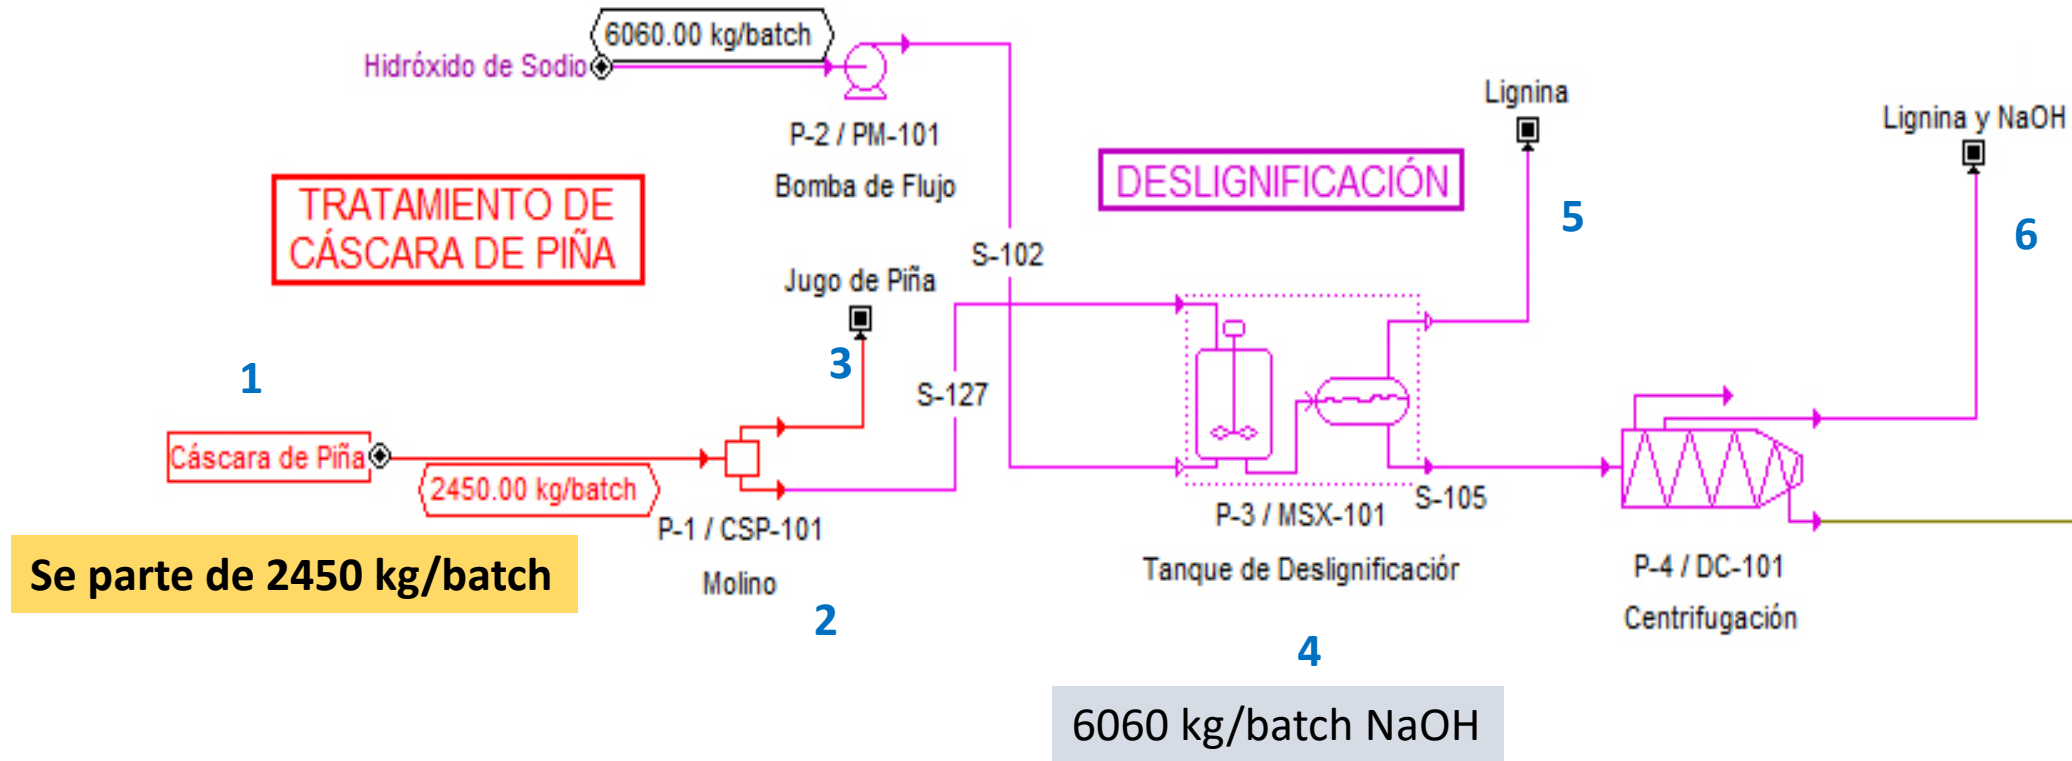 6060.00 kg/batch
Hidróxido de Sodio
P-2 / PM-101
Bomba de Flujo
TRATAMIENTO DE
CÁSCARA DE PIÑA
DESLIGNIFICACIÓN
Lignina
5
Lignina y NaOH
6
S-102
Jugo de Piña
3
S-127
1
Cáscara de Piña
2450.00 kg/batch
P-1 / CSP-101
Molino
2
Se parte de 2450 kg/batch
P-3 / MSX-101
Tanque de Deslignificaciór
S-105
4
6060 kg/batch NaOH
P-4 / DC-101
Centrifugación